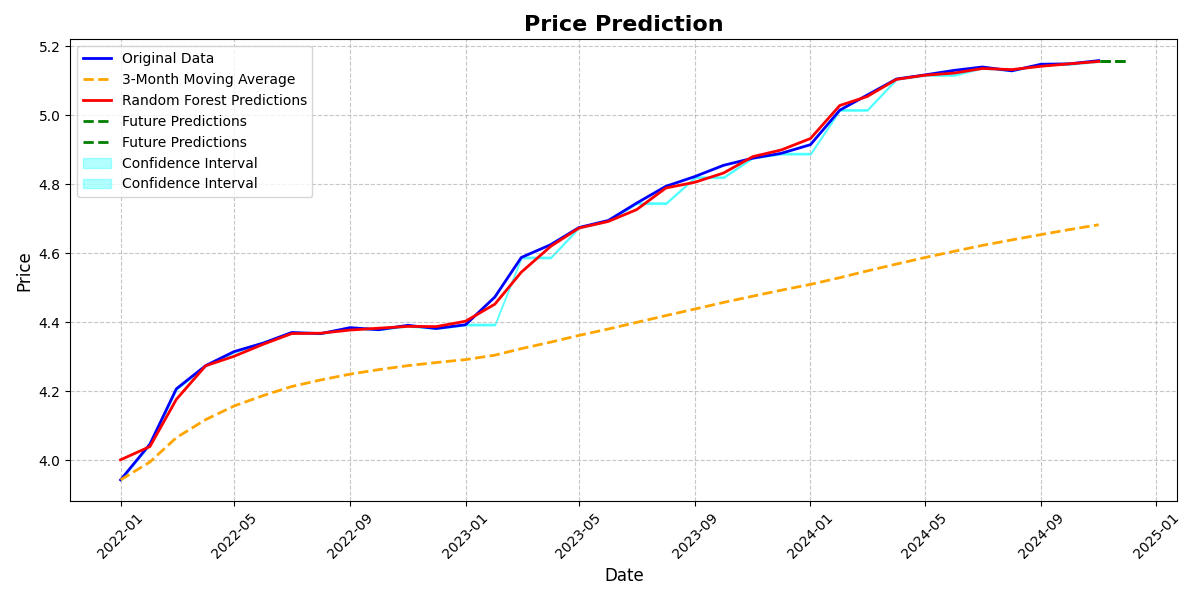 Price Prediction
Original Data
3-Month Moving Average
Random Forest Predictions
Future Predictions
Future Predictions
Confidence Interval
Confidence Interval
5.2
5.0
4.8
4.6
4.4
4.2
4.0
Price
2022-01
2022-05
2022-09
2023-01
2023-05
2023-09
2024-01
2024-05
2024-09
2025-01
Date